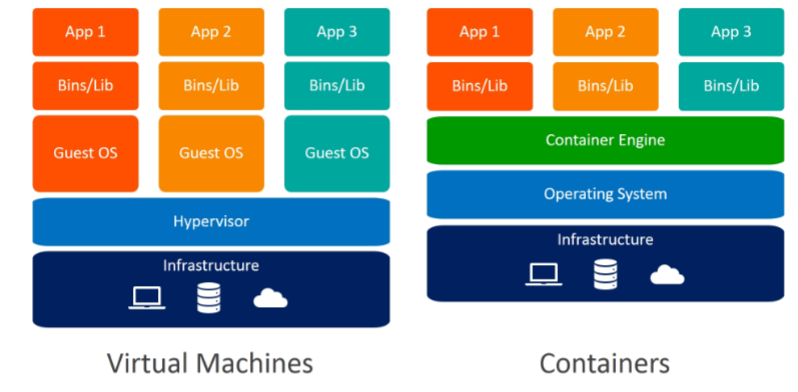 App 1
App 2
App 3
Bins/Lib
Bins/Lib
Bins/Lib
Guest OS
Guest OS
Guest OS
Hypervisor
Infrastructure
Virtual Machines
App 1
App 2
App 3
Bins/Lib
Bins/Lib
Bins/Lib
Container Engine
Operating System
Infrastructure
Containers